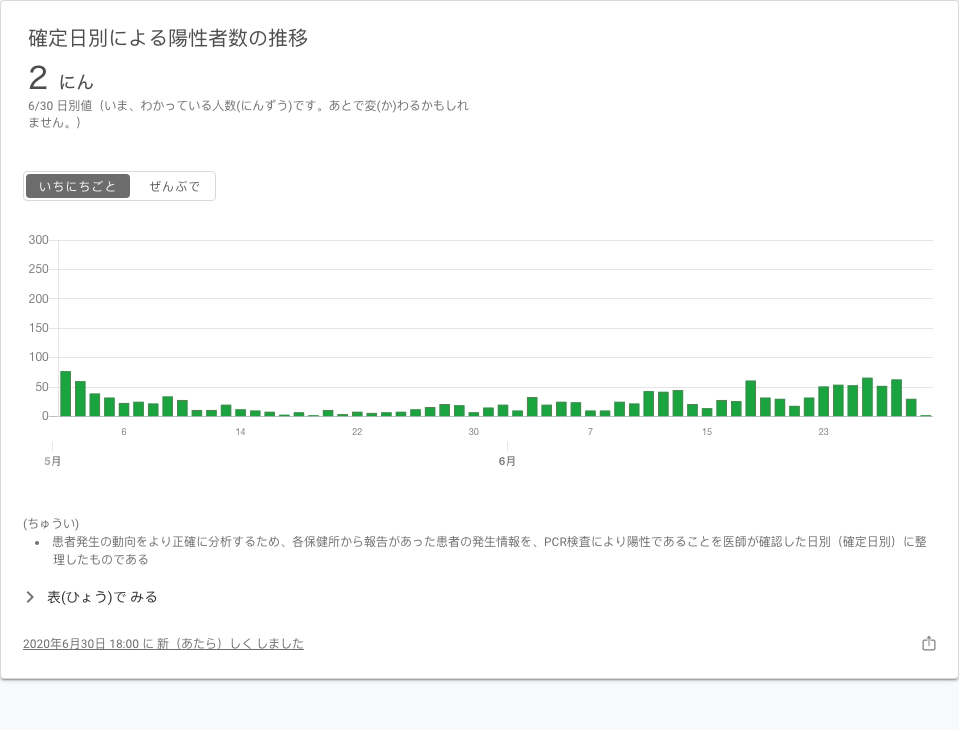 確定日別による陽性者数の推移
2 にん
6/30 日別値（いま、わかっている人数(にんずう)です。あとで変(か)わるかもしれ
ません。）
いちにちごと ぜんぶで
300
250
200
150
100
50
0
6 14 22 30 7 15 23
5月 6月
(ちゅうい)
• 患者発生の動向をより正確に分析するため、各保健所から報告があった患者の発生情報を、PCR検査により陽性であることを医師が確認した日別（確定日別）に整
理したものである
表(ひょう)で みる
2020年6月30日 18:00 に 新（あたら）しく しました